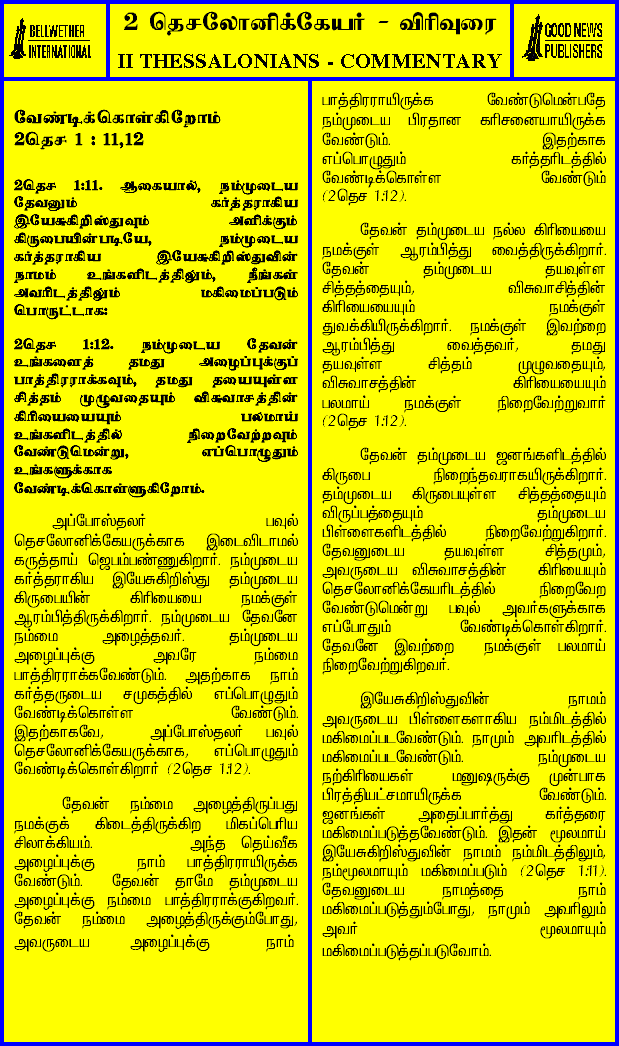 BELLWETHER
INTERNATIONAL
2 தெசலோனிக்கேயர் - விரிவுரை
II THESSALONIANS - COMMENTARY
GOOD NEWS
PUBLISHERS
வேண்டிக்கொள்கிறோம்
2தெச 1 : 11,12
2தெச 1:11. ஆகையால், நம்முடைய
தேவனும் கர்த்தராகிய
இயேசுகிறிஸ்துவும் அளிக்கும்
கிருபையின்படியே, நம்முடைய
கர்த்தராகிய இயேசுகிறிஸ்துவின்
நாமம் உங்களிடத்திலும், நீங்கள்
அவரிடத்திலும் மகிமைப்படும்
பொருட்டாக:
2தெச 1:12. நம்முடைய தேவன்
உங்களைத் தமது அழைப்புக்குப்
பாத்திரராக்கவும், தமது தயையுள்ள
சித்தம் முழுவதையும் விசுவாசத்தின்
கிரியையையும் பலமாய்
உங்களிடத்தில் நிறைவேற்றவும்
வேண்டுமென்று, எப்பொழுதும்
உங்களுக்காக
வேண்டிக்கொள்ளுகிறோம்.
அப்போஸ்தலர் பவுல்
தெசலோனிக்கேயருக்காக இடைவிடாமல்
கருத்தாய் ஜெபம்பண்ணுகிறார். நம்முடைய
கர்த்தராகிய இயேசுகிறிஸ்து தம்முடைய
கிருபையின் கிரியையை நமக்குள்
ஆரம்பித்திருக்கிறார். நம்முடைய தேவனே
நம்மை அழைத்தவர். தம்முடைய
அழைப்புக்கு அவரே நம்மை
பாத்திரராக்கவேண்டும். அதற்காக நாம்
கர்த்தருடைய சமுகத்தில் எப்பொழுதும்
வேண்டிக்கொள்ள வேண்டும்.
இதற்காகவே, அப்போஸ்தலர் பவுல்
தெசலோனிக்கேயருக்காக, எப்பொழுதும்
வேண்டிக்கொள்கிறார் (2தெச 1:12).
தேவன் நம்மை அழைத்திருப்பது
நமக்குக் கிடைத்திருக்கிற மிகப்பெரிய
சிலாக்கியம். அந்த தெய்வீக
அழைப்புக்கு நாம் பாத்திரராயிருக்க
வேண்டும். தேவன் தாமே தம்முடைய
அழைப்புக்கு நம்மை பாத்திரராக்குகிறவர்.
தேவன் நம்மை அழைத்திருக்கும்போது,
அவருடைய அழைப்புக்கு நாம்
பாத்திரராயிருக்க வேண்டுமென்பதே
நம்முடைய பிரதான கரிசனையாயிருக்க
வேண்டும். இதற்காக
எப்பொழுதும் கர்த்தரிடத்தில்
வேண்டிக்கொள்ள வேண்டும்
(2தெச 1:12).
தேவன் தம்முடைய நல்ல கிரியையை
நமக்குள் ஆரம்பித்து வைத்திருக்கிறார்.
தேவன் தம்முடைய தயவுள்ள
சித்தத்தையும், விசுவாசித்தின்
கிரியையையும் நமக்குள்
துவக்கியிருக்கிறார். நமக்குள் இவற்றை
ஆரம்பித்து வைத்தவர், தமது
தயவுள்ள சித்தம் முழுவதையும்,
விசுவாசத்தின் கிரியையையும்
பலமாய் நமக்குள் நிறைவேற்றுவார்
(2தெச 1:12).
தேவன் தம்முடைய ஜனங்களிடத்தில்
கிருபை நிறைந்தவராகயிருக்கிறார்.
தம்முடைய கிருபையுள்ள சித்தத்தையும்
விருப்பத்தையும் தம்முடைய
பிள்ளைகளிடத்தில் நிறைவேற்றுகிறார்.
தேவனுடைய தயவுள்ள சித்தமும்,
அவருடைய விசுவாசத்தின் கிரியையும்
தெசலோனிக்கேயரிடத்தில் நிறைவேற
வேண்டுமென்று பவுல் அவர்களுக்காக
எப்போதும் வேண்டிக்கொள்கிறார்.
தேவனே இவற்றை நமக்குள் பலமாய்
நிறைவேற்றுகிறவர்.
இயேசுகிறிஸ்துவின் நாமம்
அவருடைய பிள்ளைகளாகிய நம்மிடத்தில்
மகிமைப்படவேண்டும். நாமும் அவரிடத்தில்
மகிமைப்படவேண்டும். நம்முடைய
நற்கிரியைகள் மனுஷருக்கு முன்பாக
பிரத்தியட்சமாயிருக்க வேண்டும்.
ஜனங்கள் அதைப்பார்த்து கர்த்தரை
மகிமைப்படுத்தவேண்டும். இதன் மூலமாய்
இயேசுகிறிஸ்துவின் நாமம் நம்மிடத்திலும்,
நம்மூலமாயும் மகிமைப்படும் (2தெச 1:11).
தேவனுடைய நாமத்தை நாம்
மகிமைப்படுத்தும்போது, நாமும் அவரிலும்
அவர் மூலமாயும்
மகிமைப்படுத்தப்படுவோம்.